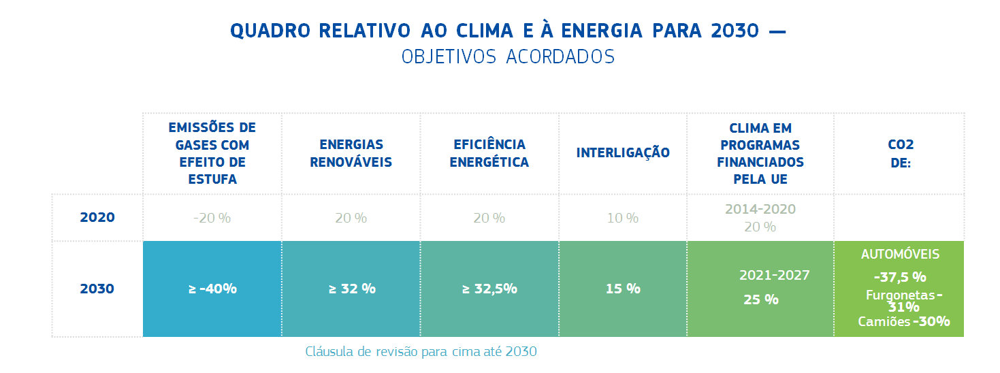 QUADRO RELATIVO AO CLIMA E À ENERGIA PARA 2030 —
OBJETIVOS ACORDADOS
EMISSÕES DE
GASES COM
EFEITO DE
ESTUFA
ENERGIAS
RENOVÁVEIS
EFICIÊNCIA
ENERGÉTICA
INTERLIGAÇÃO
CLIMA EM
PROGRAMAS
FINANCIADOS
PELA UE
CO2
DE:
2020
-20 %
20 %
20 %
10 %
2014-2020
20 %
2030
≥ -40%
≥ 32 %
≥ 32,5%
15 %
2021-2027
25 %
AUTOMÓVEIS
-37,5 %
Furgonetas -
31%
Camiões -30%
Cláusula de revisão para cima até 2030